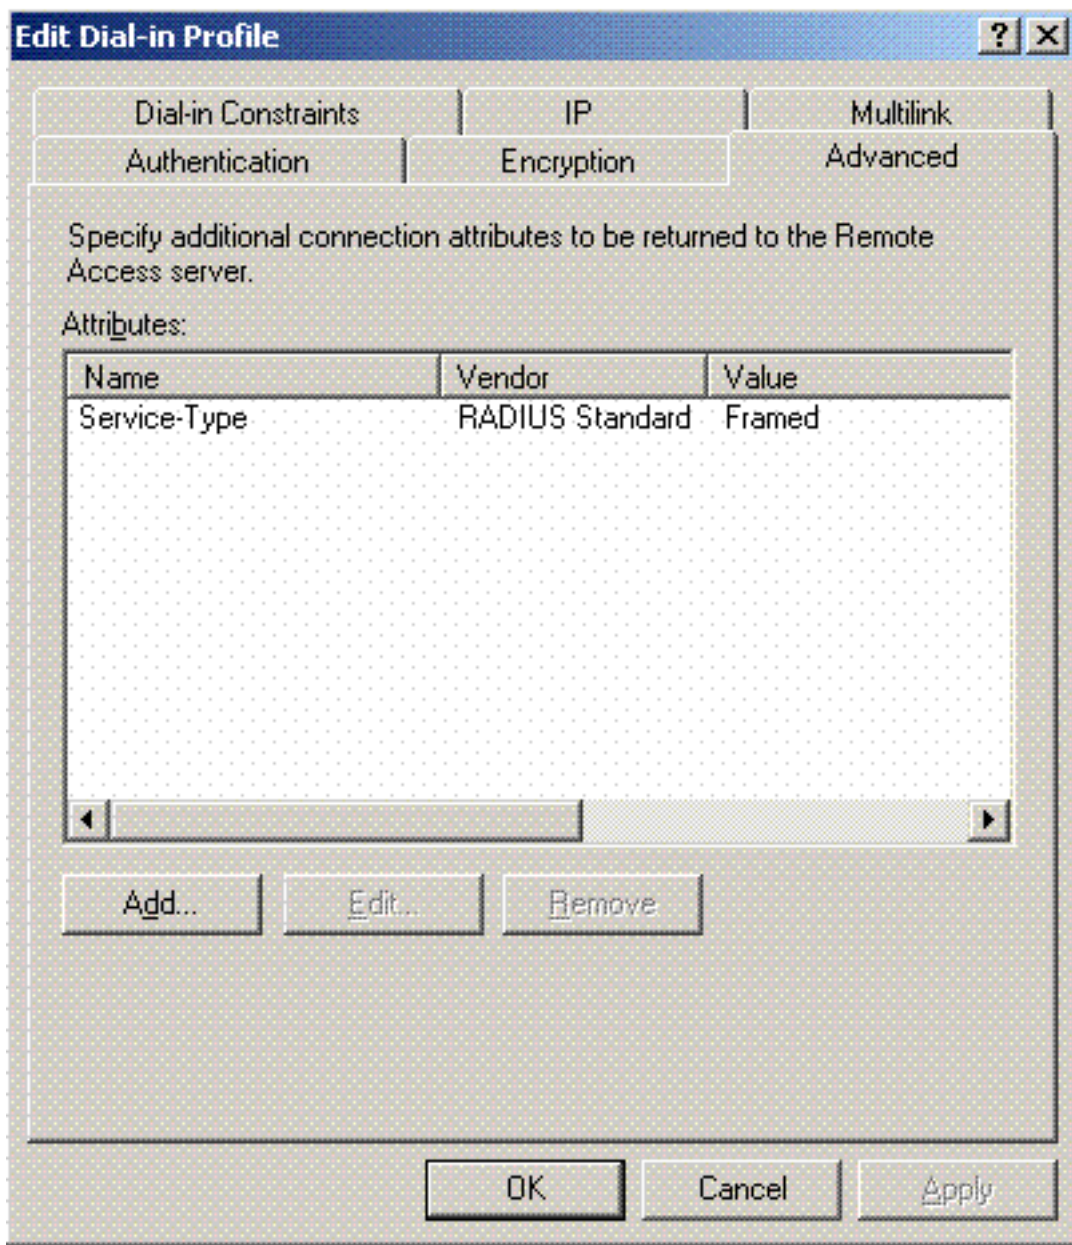 Edit Dial-in Profile
Dial-in Constraints IP Multilink
Authentication Encryption Advanced
Specify additional connection attributes to be returned to the Remote
Access server.
Attributes:
Name Vendor Value
Service-Type RADIUS Standard Framed
Add... Edit... Remove
OK Cancel Apply